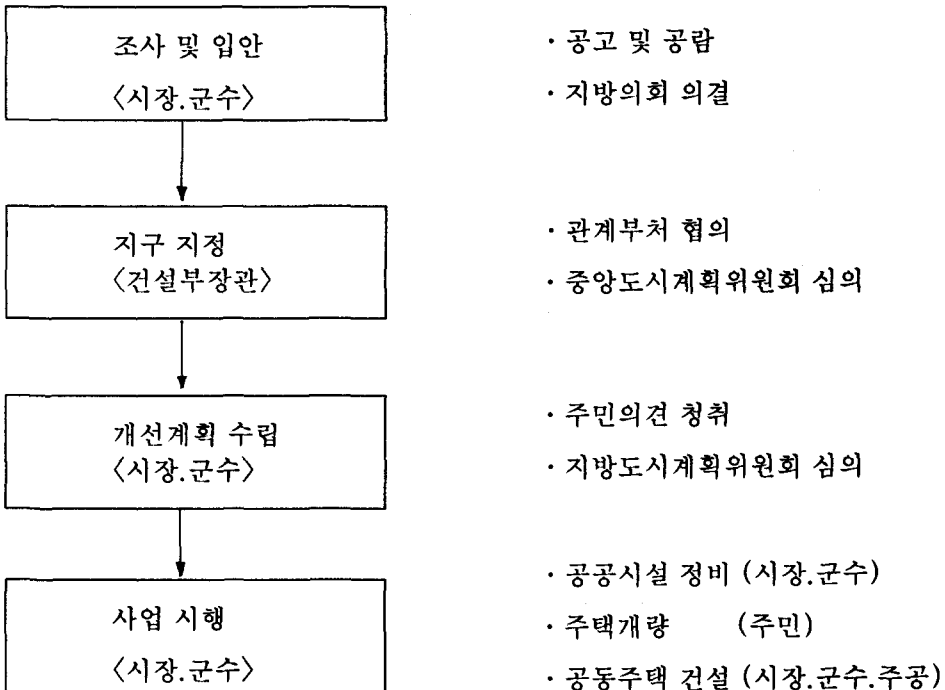 조사 및 입안
〈시장.군수〉
· 공고 및 공람
· 지방의회 의결
지구 지정
〈건설부장관〉
· 관계부처 협의
· 중앙도시계획위원회 심의
개선계획 수립
〈시장.군수〉
· 주민의견 청취
· 지방도시계획위원회 심의
사업 시행
〈시장.군수〉
· 공공시설 정비 (시장.군수)
· 주택개량 (주민)
· 공동주택 건설 (시장.군수.주공)